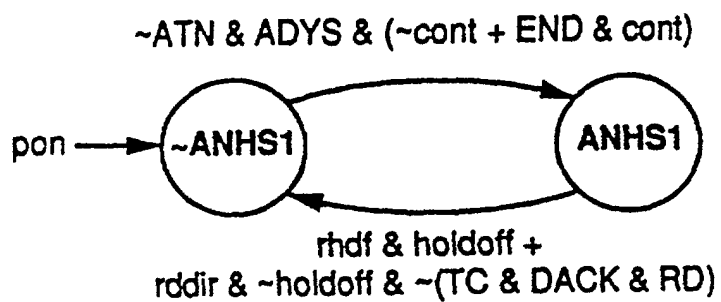 ~ATN & ADYS & (~cont + END & cont)
pon
~ANHS1
ANHS1
rhdf & holdoff +
rddir & ~holdoff & ~(TC & DACK & RD)